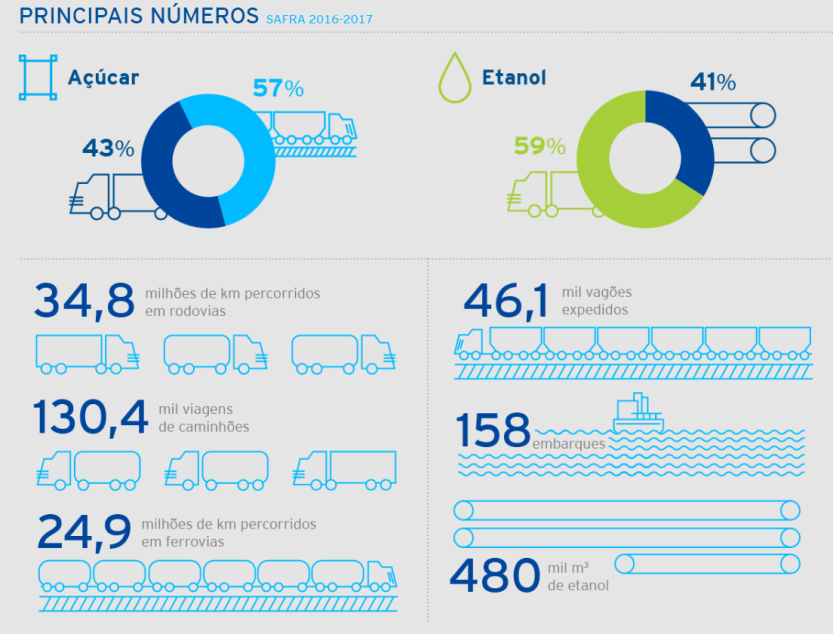 PRINCIPAIS NÚMEROS SAFRA 2016-2017
Açúcar
57%
43%
Etanol
41%
59%
34,8 milhões de km percorridos
em rodovias
130,4 mil viagens
de caminhões
24,9 milhões de km percorridos
em ferrovias
46,1 mil vagões
expedidos
158 embarques
480 mil m³
de etanol